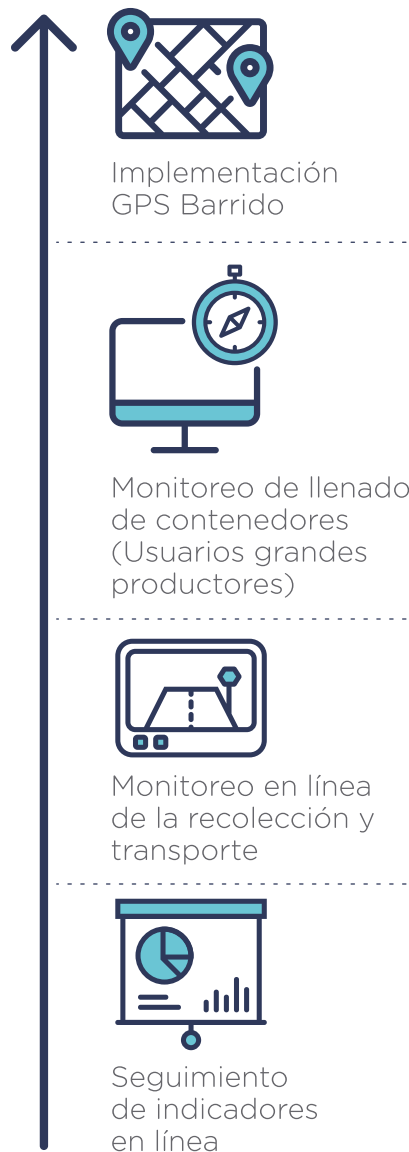 Implementación
GPS Barrido
Monitoreo de llenado
de contenedores
(Usuarios grandes
productores)
Monitoreo en línea
de la recolección y
transporte
Seguimiento
de indicadores
en línea